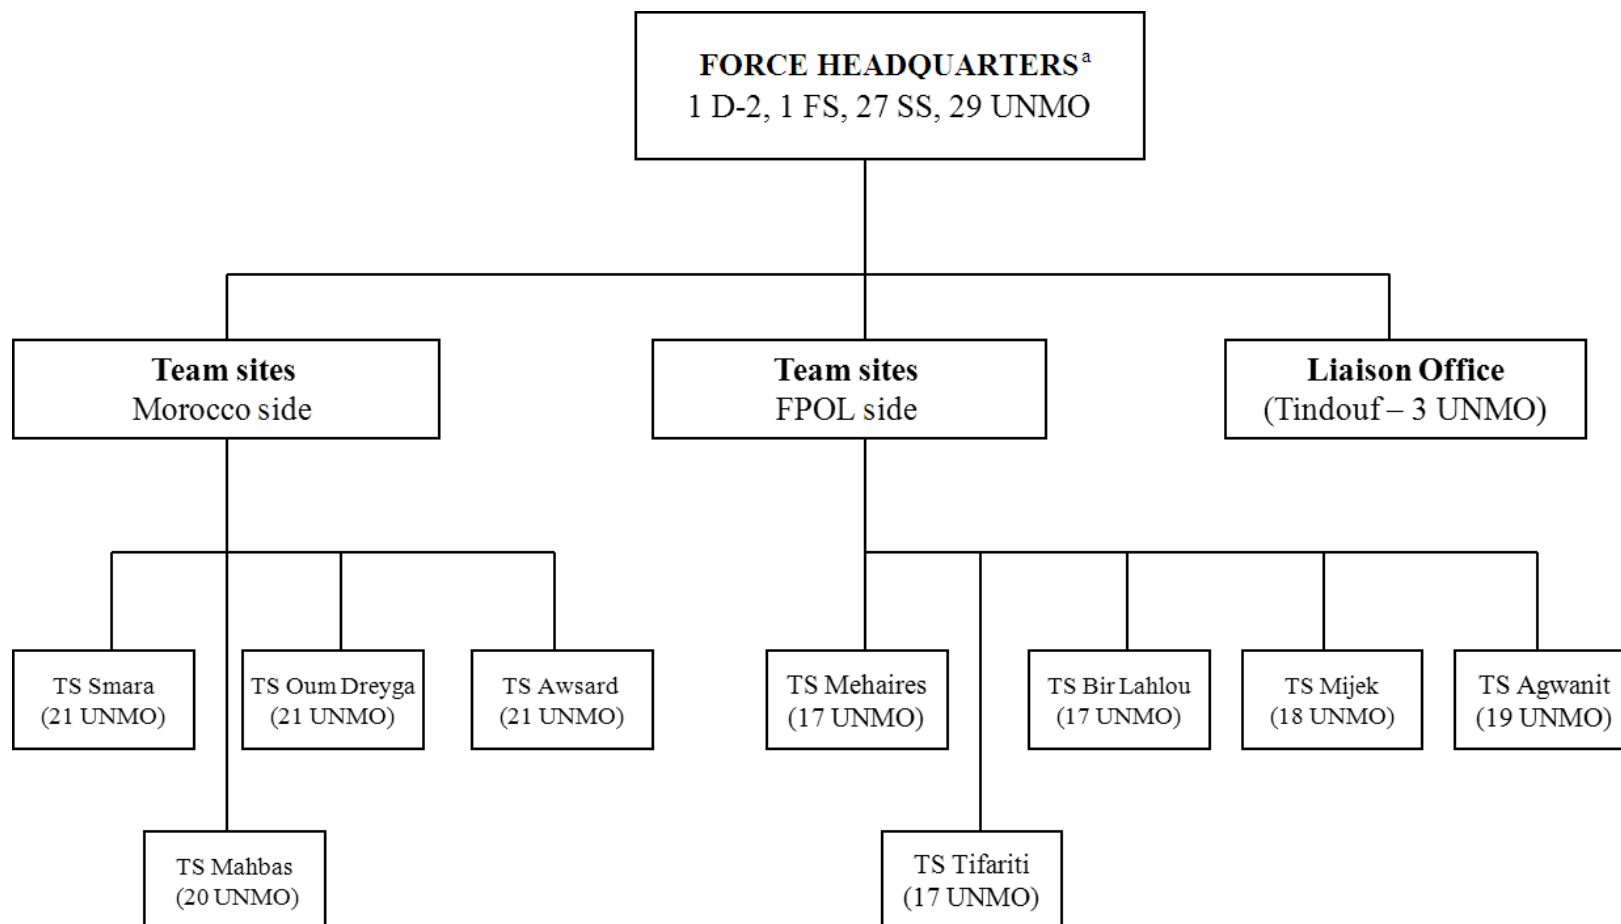 FORCE HEADQUARTERSᵃ
1 D-2, 1 FS, 27 SS, 29 UNMO
Team sites
Morocco side
Team sites
FPOL side
Liaison Office
(Tindouf – 3 UNMO)
TS Smara
(21 UNMO)
TS Oum Dreyga
(21 UNMO)
TS Awsard
(21 UNMO)
TS Mehaires
(17 UNMO)
TS Bir Lahlou
(17 UNMO)
TS Mijek
(18 UNMO)
TS Agwanit
(19 UNMO)
TS Mahbas
(20 UNMO)
TS Tifariti
(17 UNMO)